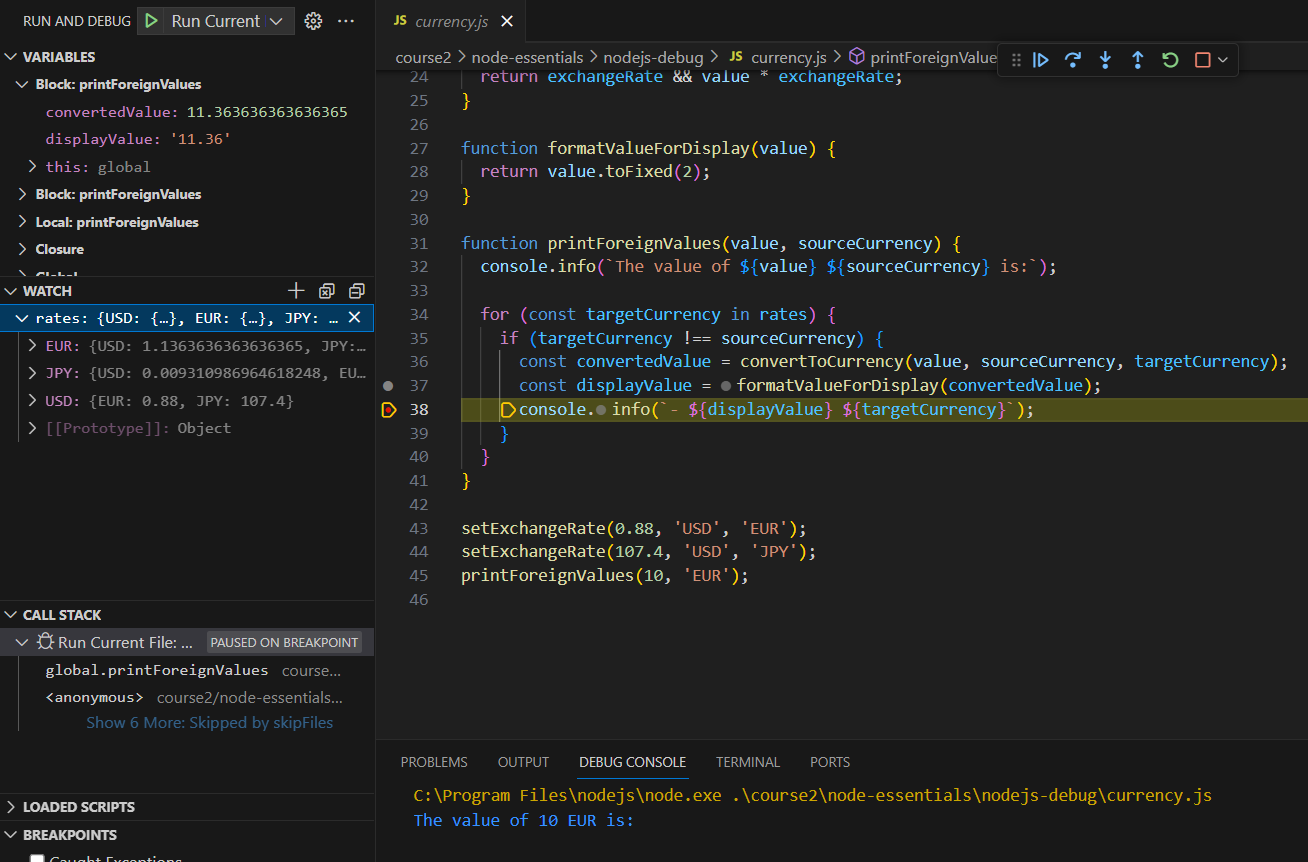 RUN AND DEBUG Run Current
VARIABLES
Block: printForeignValues
convertedValue: 11.363636363636365
displayValue: '11.36'
this: global
Block: printForeignValues
Local: printForeignValues
Closure
Global
WATCH
rates: {USD: {…}, EUR: {…}, JPY: …
EUR: {USD: 1.1363636363636365, JPY:…
JPY: {USD: 0.009310986964618248, EU…
USD: {EUR: 0.88, JPY: 107.4}
[[Prototype]]: Object
CALL STACK
Run Current File: ... PAUSED ON BREAKPOINT
global.printForeignValues course...
<anonymous> course2/node-essentials...
Show 6 More: Skipped by skipFiles
LOADED SCRIPTS
BREAKPOINTS
Caught Exceptions
JS currency.js
course2 > node-essentials > nodejs-debug > JS currency.js > printForeignValue
24 return exchangeRate && value * exchangeRate;
25 }
26
27 function formatValueForDisplay(value) {
28 return value.toFixed(2);
29 }
30
31 function printForeignValues(value, sourceCurrency) {
32 console.info(`The value of ${value} ${sourceCurrency} is:`);
33
34 for (const targetCurrency in rates) {
35 if (targetCurrency !== sourceCurrency) {
36 const convertedValue = convertToCurrency(value, sourceCurrency, targetCurrency);
37 const displayValue = formatValueForDisplay(convertedValue);
38 console.info(`- ${displayValue} ${targetCurrency}`);
39 }
40 }
41 }
42
43 setExchangeRate(0.88, 'USD', 'EUR');
44 setExchangeRate(107.4, 'USD', 'JPY');
45 printForeignValues(10, 'EUR');
46
PROBLEMS OUTPUT DEBUG CONSOLE TERMINAL PORTS
C:\Program Files\nodejs\node.exe .\course2\node-essentials\nodejs-debug\currency.js
The value of 10 EUR is: